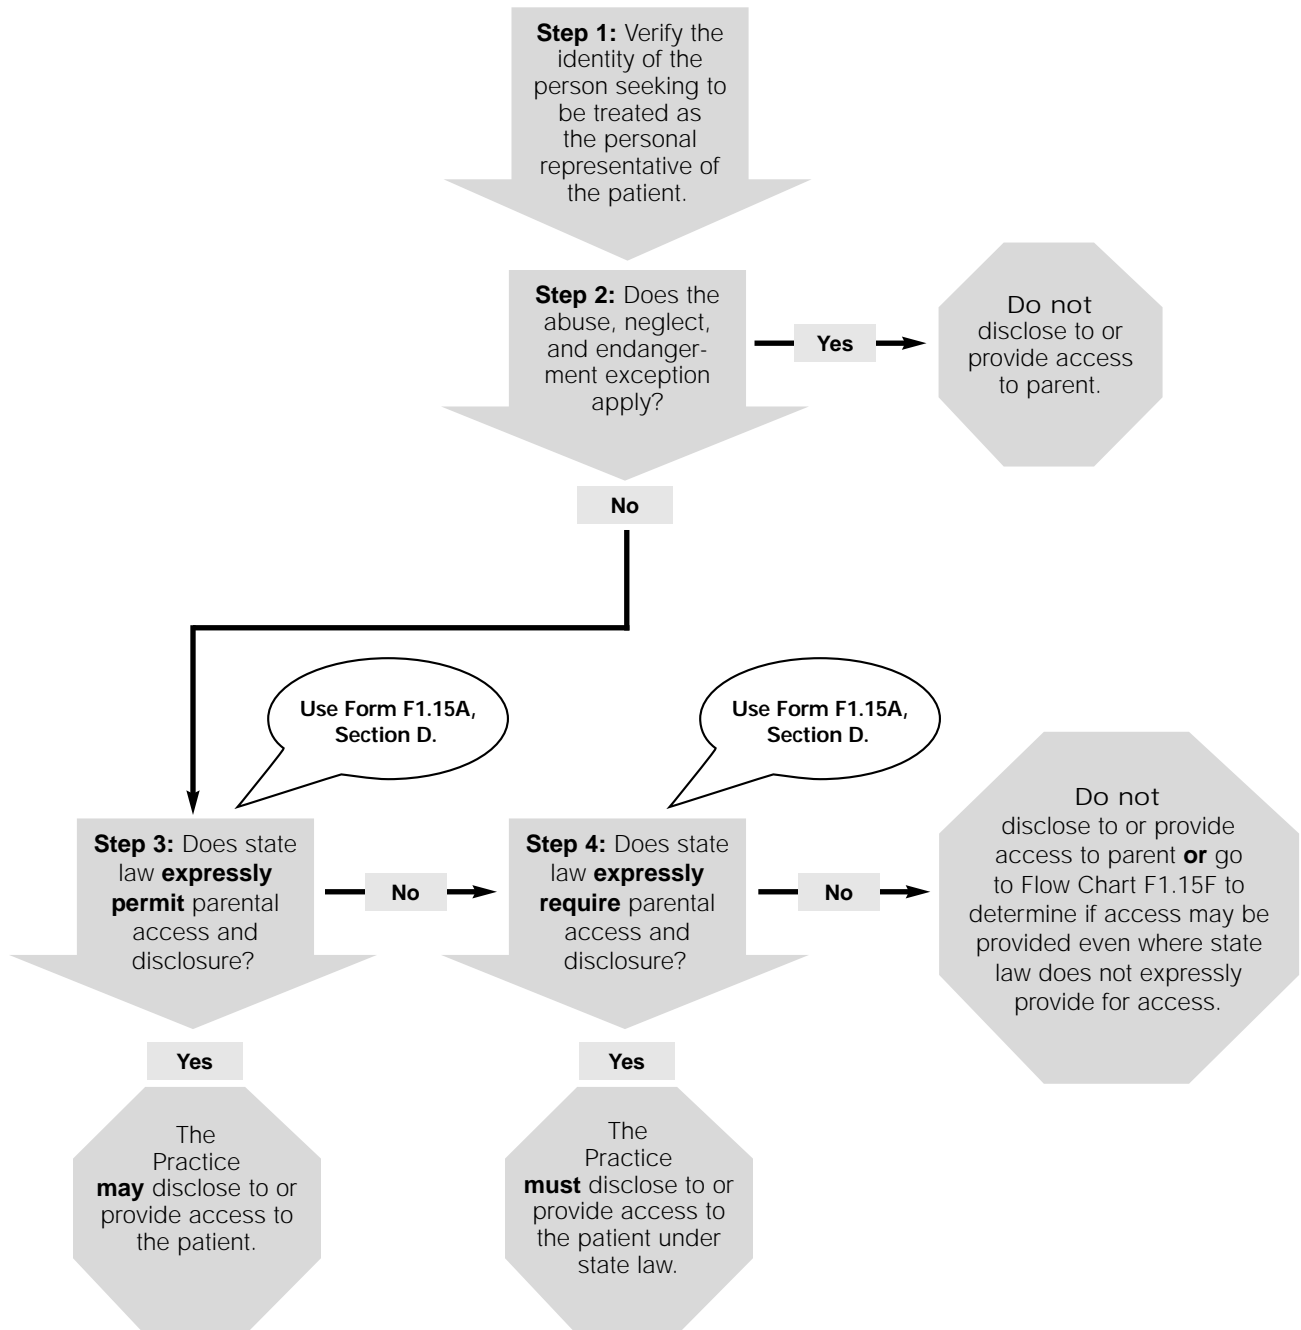 Step 1: Verify the
identity of the
person seeking to
be treated as
the personal
representative of
the patient.
Step 2: Does the
abuse, neglect,
and endanger-
ment exception
apply?
Yes
Do not
disclose to or
provide access
to parent.
No
Use Form F1.15A,
Section D.
Use Form F1.15A,
Section D.
Step 3: Does state
law expressly
permit parental
access and
disclosure?
No
Step 4: Does state
law expressly
require parental
access and
disclosure?
No
Do not
disclose to or provide
access to parent or go
to Flow Chart F1.15F to
determine if access may be
provided even where state
law does not expressly
provide for access.
Yes
The
Practice
may disclose to or
provide access to
the patient.
Yes
The
Practice
must disclose to or
provide access to
the patient under
state law.